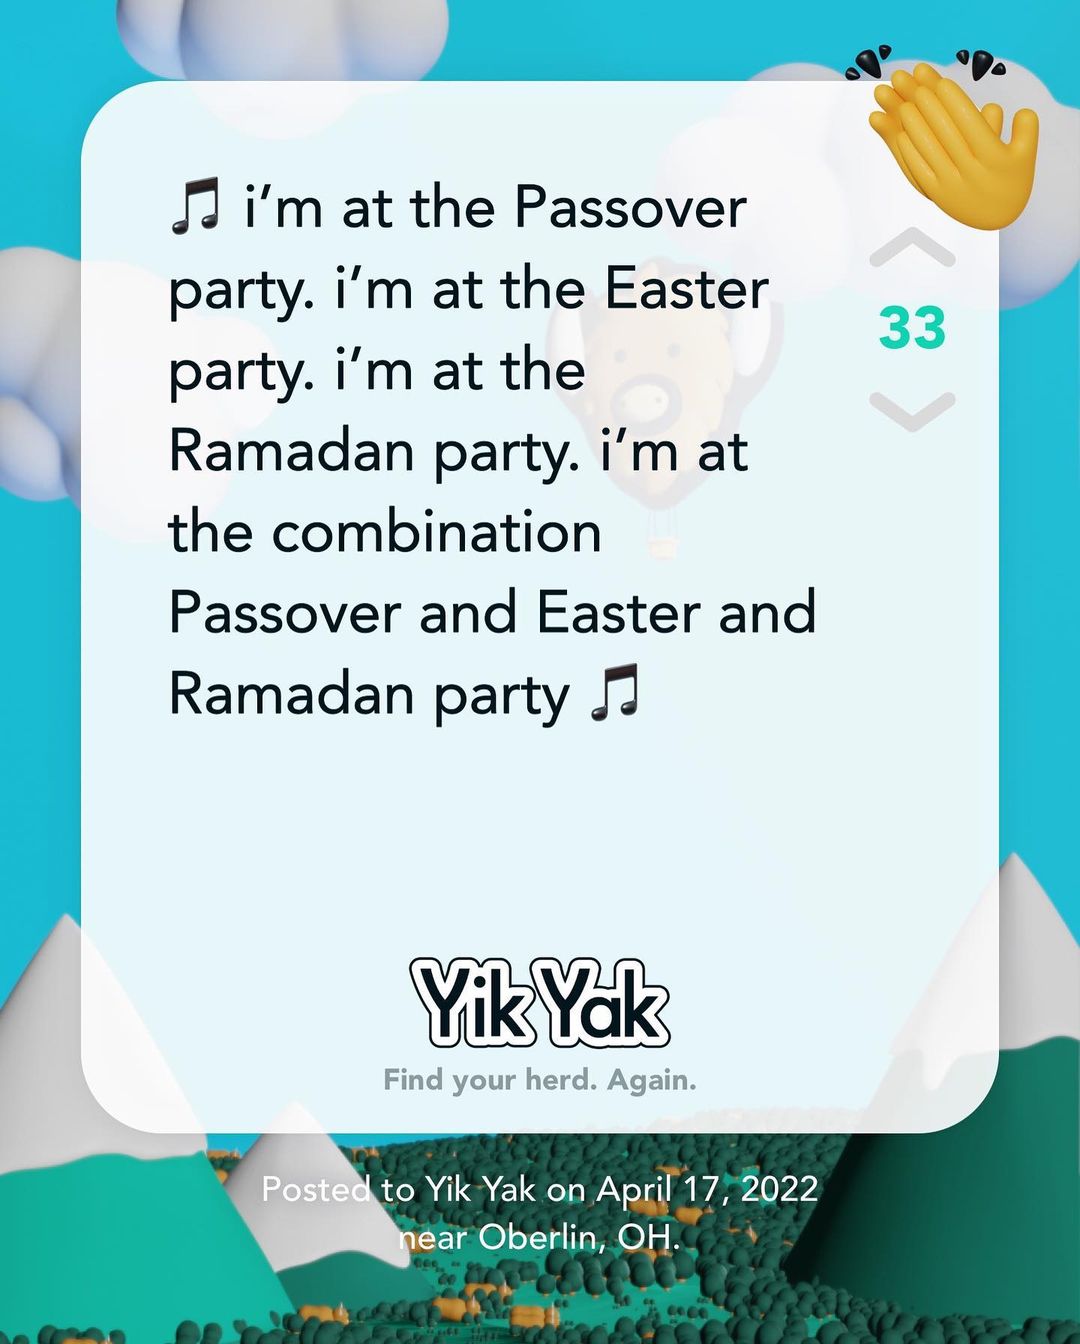 🎵 i’m at the Passover
party. i’m at the Easter
party. i’m at the
Ramadan party. i’m at
the combination
Passover and Easter and
Ramadan party 🎵
33
Yik Yak
Find your herd. Again.
Posted to Yik Yak on April 17, 2022
near Oberlin, OH.